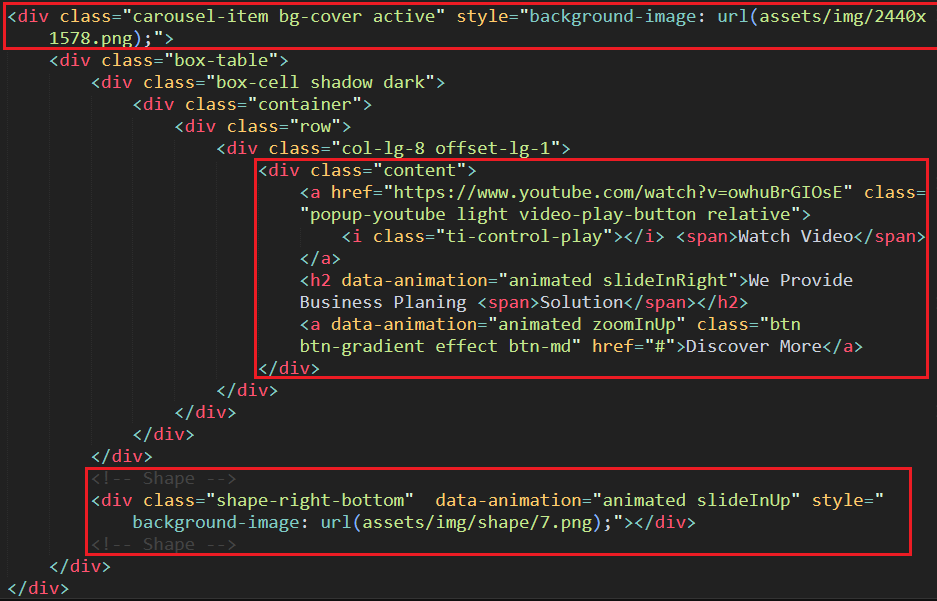 <div class="carousel-item bg-cover active" style="background-image: url(assets/img/2440x
1578.png);">
<div class="box-table">
<div class="box-cell shadow dark">
<div class="container">
<div class="row">
<div class="col-lg-8 offset-lg-1">
<div class="content">
<a href="https://www.youtube.com/watch?v=owhuBrGIOsE" class=
"popup-youtube light video-play-button relative">
<i class="ti-control-play"></i> <span>Watch Video</span>
</a>
<h2 data-animation="animated slideInRight">We Provide
Business Planing <span>Solution</span></h2>
<a data-animation="animated zoomInUp" class="btn
btn-gradient effect btn-md" href="#">Discover More</a>
</div>
</div>
</div>
</div>
</div>
<!-- Shape -->
<div class="shape-right-bottom"  data-animation="animated slideInUp" style="
background-image: url(assets/img/shape/7.png);"></div>
<!-- Shape -->
</div>
</div>